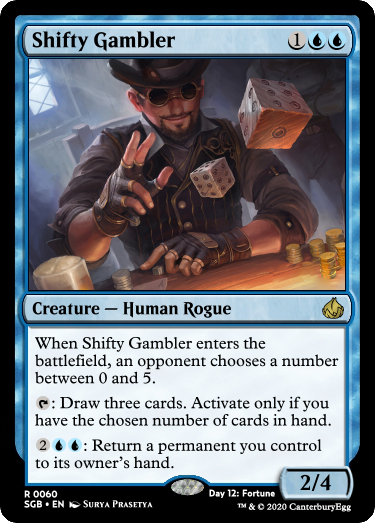 Shifty Gambler 1
Creature — Human Rogue
When Shifty Gambler enters the
battlefield, an opponent chooses a number
between 0 and 5.
: Draw three cards. Activate only if you
have the chosen number of cards in hand.
2 : Return a permanent you control
to its owner's hand.
2/4
R 0060
SGB • EN Surya Prasetya
Day 12: Fortune
™ & © 2020 CanterburyEgg